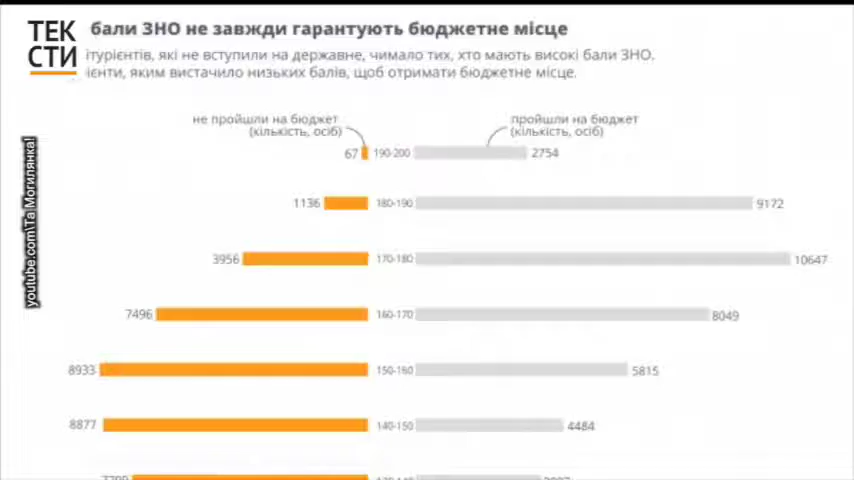 ТЕК
СТИ
бали ЗНО не завжди гарантують бюджетне місце
ітурієнтів, які не вступили на державне, чимало тих, хто мають високі бали ЗНО.
ієнти, яким вистачило низьких балів, щоб отримати бюджетне місце.
не пройшли на бюджет
(кількість, осіб)
пройшли на бюджет
(кількість, осіб)
67 190-200 2754
1136 180-190 9172
3956 170-180 10647
7496 160-170 8049
8933 150-160 5815
8877 140-150 4484
youtube.com\Та Могилянка!